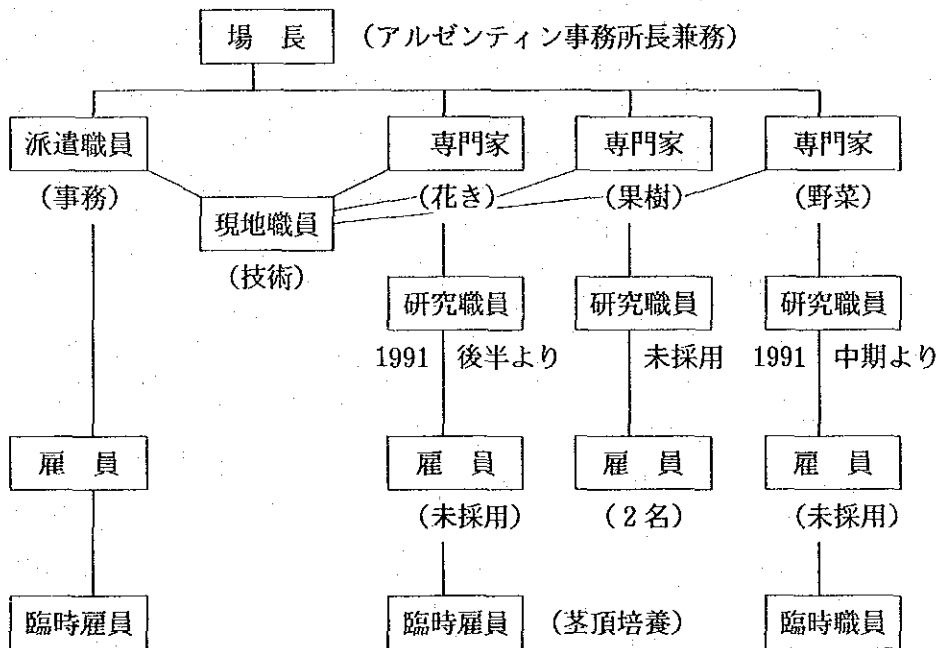 場 長 (アルゼンティン事務所長兼務)
派遣職員 専門家 専門家 専門家
(事務) (花き) (果樹) (野菜)
現地職員
(技術)
研究職員 研究職員 研究職員
1991 後半より 未採用 1991 中期より
雇 員 雇 員 雇 員 雇 員
(未採用) (2名) (未採用)
臨時雇員 臨時雇員 (茎頂培養) 臨時職員